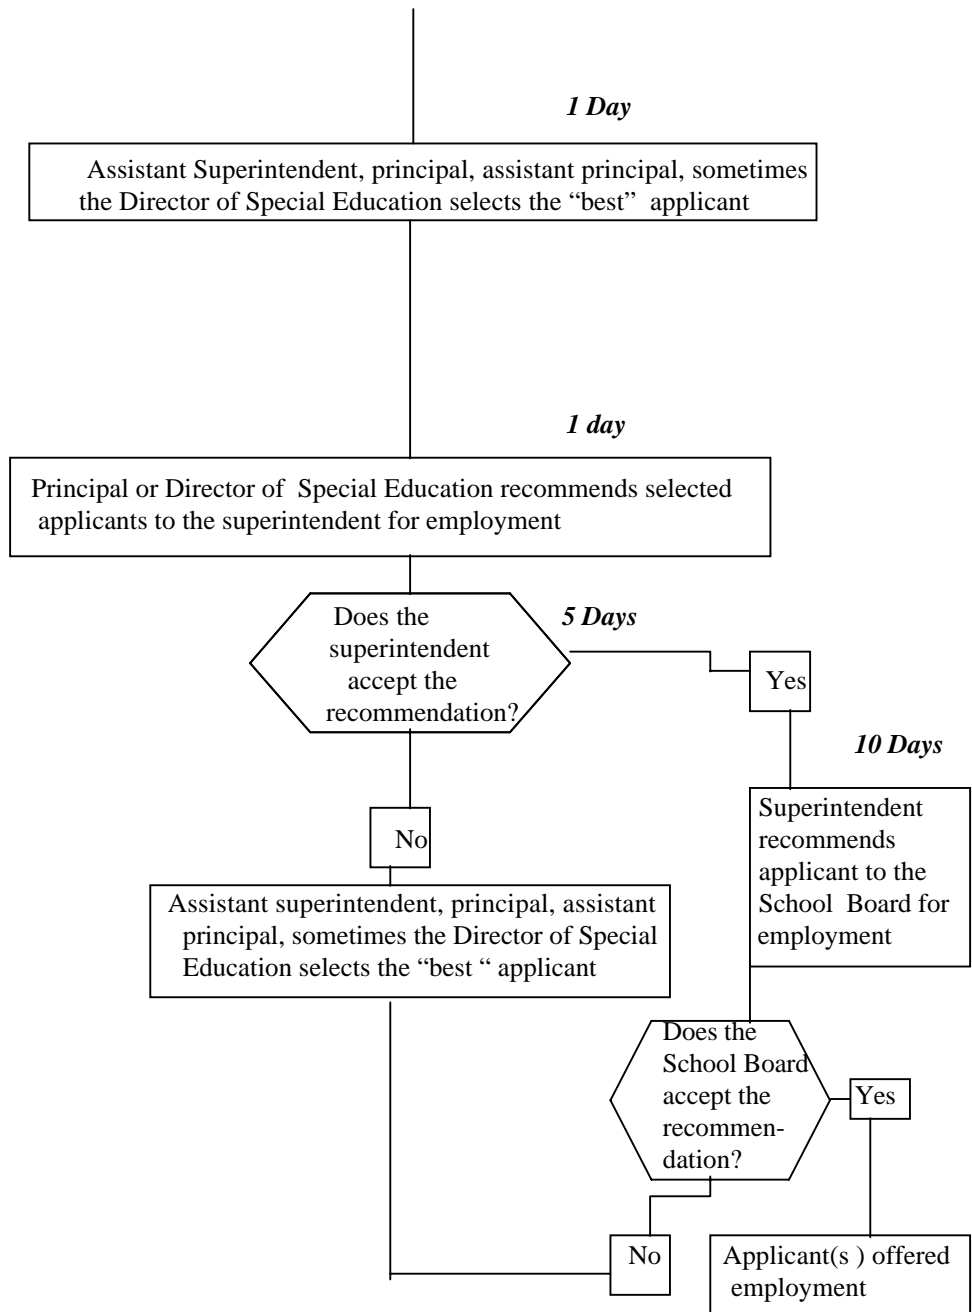 1 Day
Assistant Superintendent, principal, assistant principal, sometimes
the Director of Special Education selects the “best” applicant
1 day
Principal or Director of Special Education recommends selected
applicants to the superintendent for employment
Does the
superintendent
accept the
recommendation?
5 Days
Yes
10 Days
No
Superintendent
recommends
applicant to the
School Board for
employment
Assistant superintendent, principal, assistant
principal, sometimes the Director of Special
Education selects the “best “ applicant
Does the
School Board
accept the
recommen-
dation?
Yes
No
Applicant(s ) offered
employment